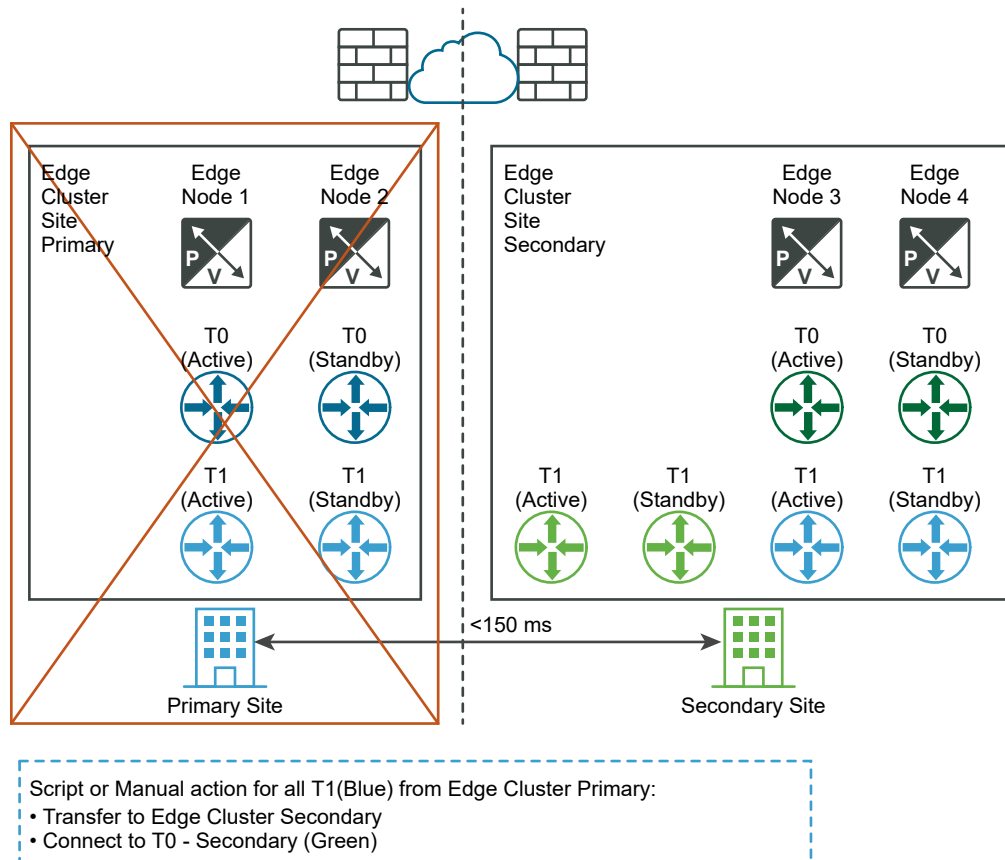 Edge
Cluster
Site
Primary
Edge
Node 1
Edge
Node 2
P
V
P
V
T0
(Active)
T0
(Standby)
T1
(Active)
T1
(Standby)
Edge
Cluster
Site
Secondary
Edge
Node 3
Edge
Node 4
P
V
P
V
T0
(Active)
T0
(Standby)
T1
(Active)
T1
(Standby)
T1
(Active)
T1
(Standby)
<150 ms
Primary Site
Secondary Site
Script or Manual action for all T1(Blue) from Edge Cluster Primary:
• Transfer to Edge Cluster Secondary
• Connect to T0 - Secondary (Green)